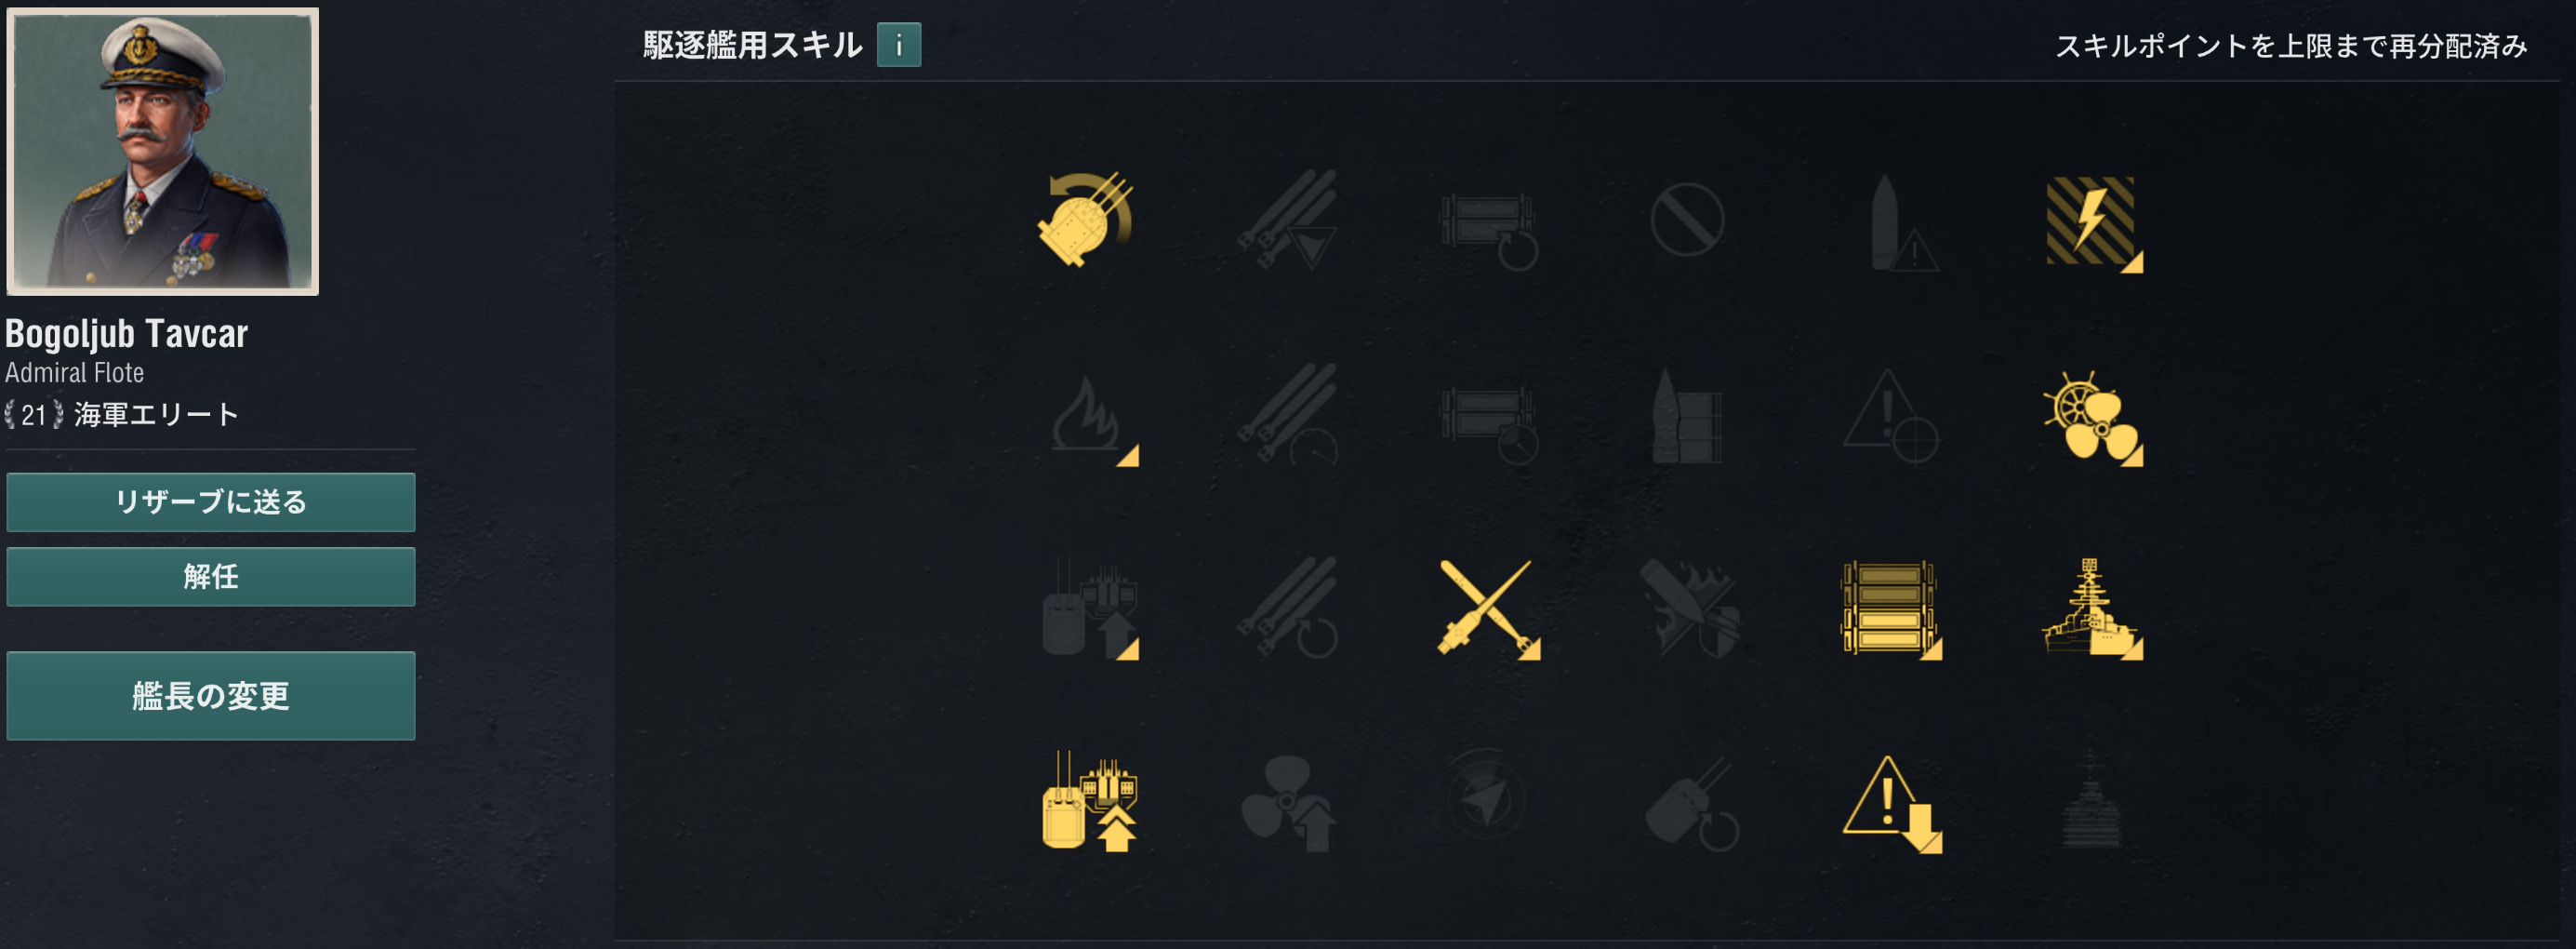 駆逐艦用スキル i
スキルポイントを上限まで再分配済み
Bogoljub Tavcar
Admiral Flote
21 海軍エリート
リザーブに送る
解任
艦長の変更